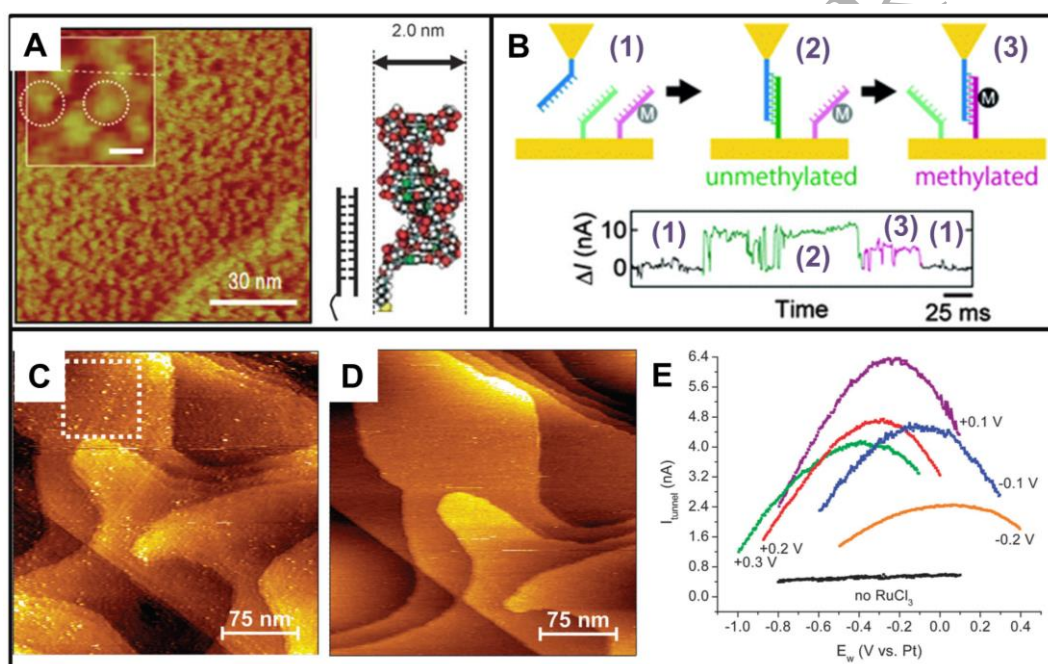 A
2.0 nm
30 nm
B
(1)
(2)
(3)
M
M
M
unmethylated
methylated
ΔI (nA)
10
0
(1)
(2)
(3)
(1)
Time
25 ms
C
75 nm
D
75 nm
E
I tunnel (nA)
6.4
5.6
4.8
4.0
3.2
2.4
1.6
0.8
0.0
+0.1 V
-0.1 V
-0.2 V
+0.2 V
+0.3 V
no RuCl3
-1.0 -0.8 -0.6 -0.4 -0.2 0.0 0.2 0.4
Ew (V vs. Pt)